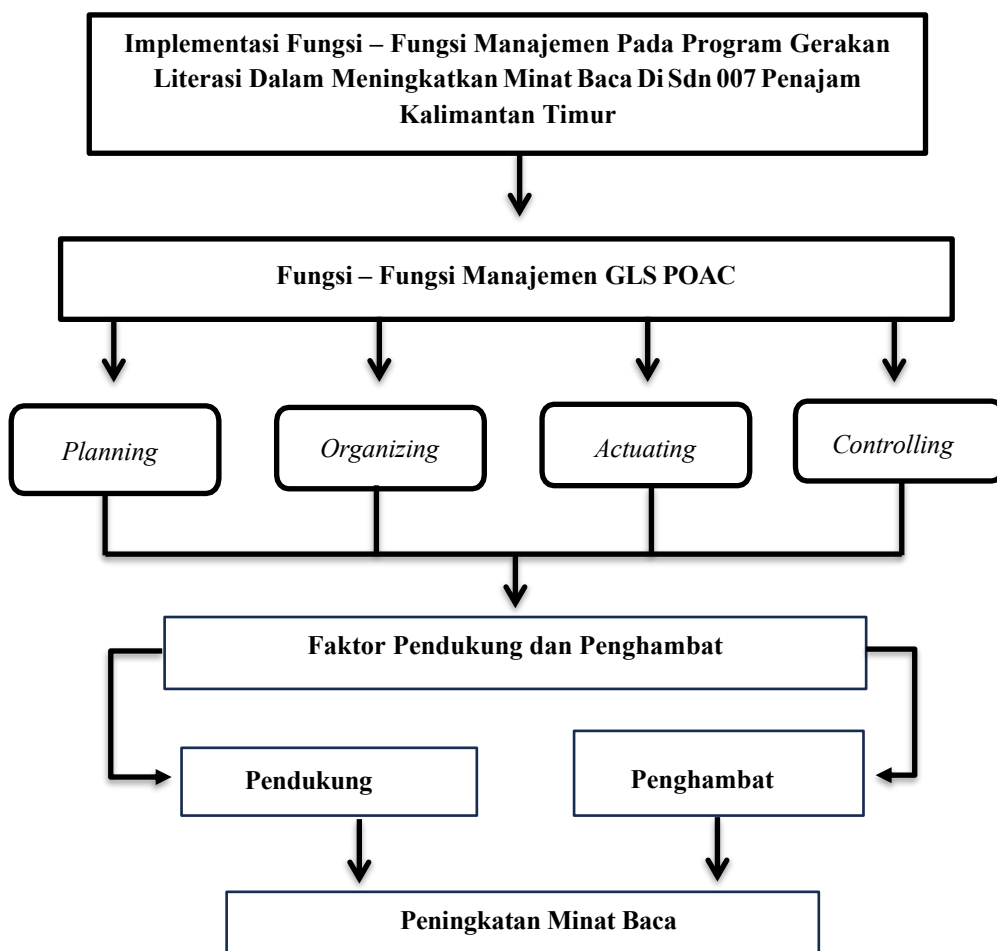 Implementasi Fungsi – Fungsi Manajemen Pada Program Gerakan
Literasi Dalam Meningkatkan Minat Baca Di Sdn 007 Penajam
Kalimantan Timur
Fungsi – Fungsi Manajemen GLS POAC
Planning
Organizing
Actuating
Controlling
Faktor Pendukung dan Penghambat
Pendukung
Penghambat
Peningkatan Minat Baca